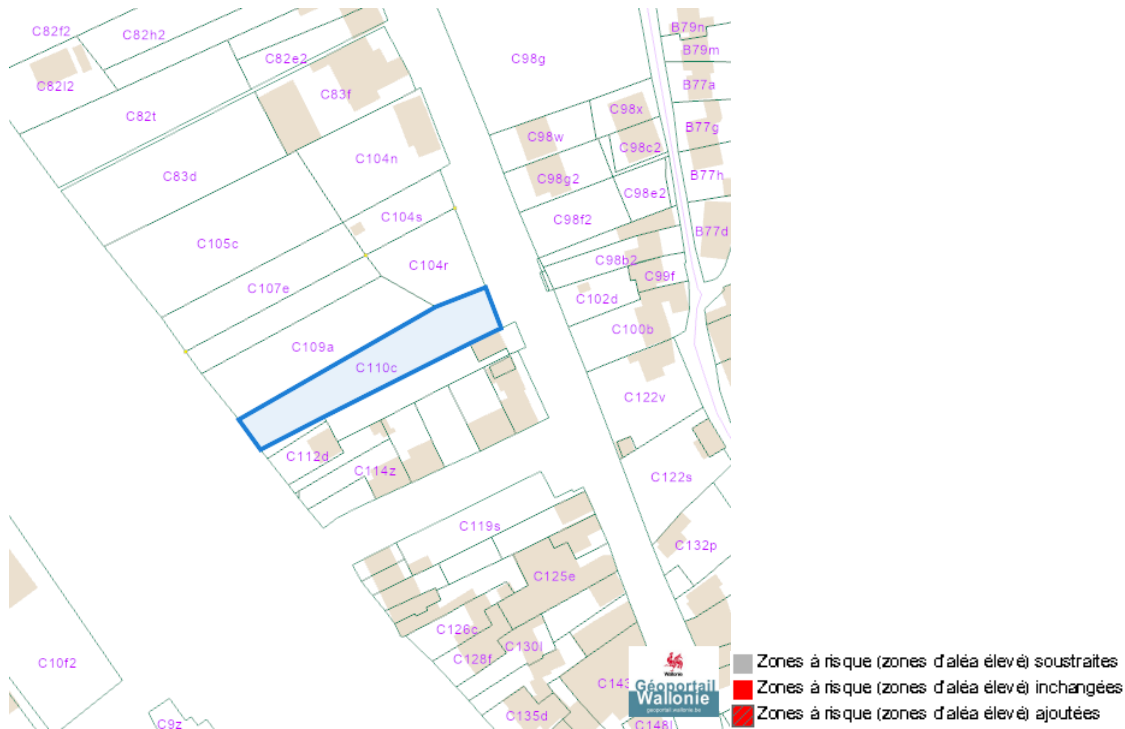 C82f2
C82h2
B79n
B79m
C82e2
C98g
C82l2
B77a
C83f
C98x
C82t
B77g
C98w
C98c2
C104n
C83d
C98g2
B77h
C98e2
C104s
C98f2
B77d
C105c
C104r
C98b2
C99f
C107e
C102d
C100b
C109a
C110c
C122v
C112d
C114z
C122s
C119s
C132p
C125e
C126c
C130l
C128f
C10f2
C143
C135d
C9z
C148l
Wallonie
Géoportail
Wallonie
geoportail.wallonie.be
Zones à risque (zones d'aléa élevé) soustraites
Zones à risque (zones d'aléa élevé) inchangées
Zones à risque (zones d'aléa élevé) ajoutées